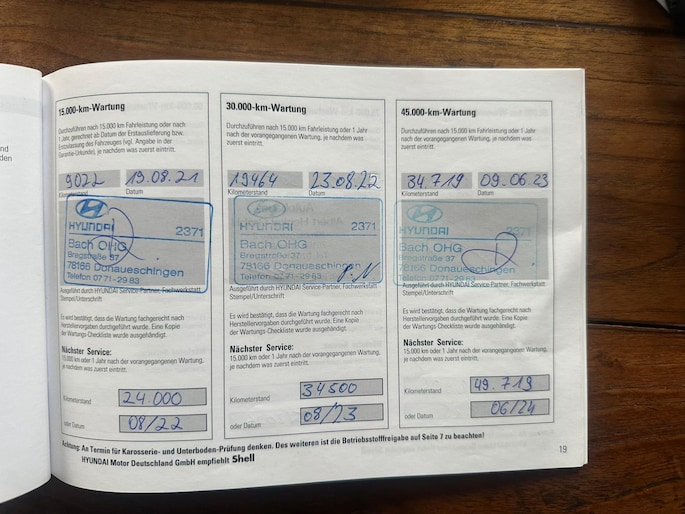 nd
den
15.000-km-Wartung
Durchzuführen nach 15.000 km Fahrleistung oder nach
1 Jahr, gerechnet ab Datum der Erstauslieferung bzw.
Erstzulassung des Fahrzeuges (vgl. Angabe in der
Garantie-Urkunde), je nachdem was zuerst eintritt.
9022 19.08.21
Kilometerstand Datum
HYUNDAI 2371
Bach OHG
Bregstraße 37
78166 Donaueschingen
Telefon 07 71-29 83
Ausgeführt durch HYUNDAI Service-Partner, Fachwerkstatt
Stempel/Unterschrift
Es wird bestätigt, dass die Wartung fachgerecht nach
Herstellervorgaben durchgeführt wurde. Eine Kopie
der Wartungs-Checkliste wurde ausgehändigt.
Nächster Service:
15.000 km oder 1 Jahr nach der vorangegangenen Wartung,
je nachdem was zuerst eintritt.
Kilometerstand 24 000
oder Datum 08/22
30.000-km-Wartung
Durchzuführen nach 15.000 km Fahrleistung oder 1 Jahr
nach der vorangegangenen Wartung, je nachdem was
zuerst eintritt.
19464 23.08.22
Kilometerstand Datum
HYUNDAI 2371
Bach OHG
Bregstraße 37
78166 Donaueschingen
Telefon 07 71-29 83
Ausgeführt durch HYUNDAI Service-Partner, Fachwerkstatt
Stempel/Unterschrift
Es wird bestätigt, dass die Wartung fachgerecht nach
Herstellervorgaben durchgeführt wurde. Eine Kopie
der Wartungs-Checkliste wurde ausgehändigt.
Nächster Service:
15.000 km oder 1 Jahr nach der vorangegangenen Wartung,
je nachdem was zuerst eintritt.
Kilometerstand 34500
oder Datum 08/23
45.000-km-Wartung
Durchzuführen nach 15.000 km Fahrleistung oder 1 Jahr
nach der vorangegangenen Wartung, je nachdem was
zuerst eintritt.
34.719 09.06.23
Kilometerstand Datum
HYUNDAI 2371
Bach OHG
Bregstraße 37
78166 Donaueschingen
Telefon 07 71-29 83
Ausgeführt durch HYUNDAI Service-Partner, Fachwerkstatt
Stempel/Unterschrift
Es wird bestätigt, dass die Wartung fachgerecht nach
Herstellervorgaben durchgeführt wurde. Eine Kopie
der Wartungs-Checkliste wurde ausgehändigt.
Nächster Service:
15.000 km oder 1 Jahr nach der vorangegangenen Wartung,
je nachdem was zuerst eintritt.
Kilometerstand 49.719
oder Datum 06/24
Achtung: An Termin für Karosserie- und Unterboden-Prüfung denken. Des weiteren ist die Betriebsstofffreigabe auf Seite 7 zu beachten!
HYUNDAI Motor Deutschland GmbH empfiehlt Shell
19